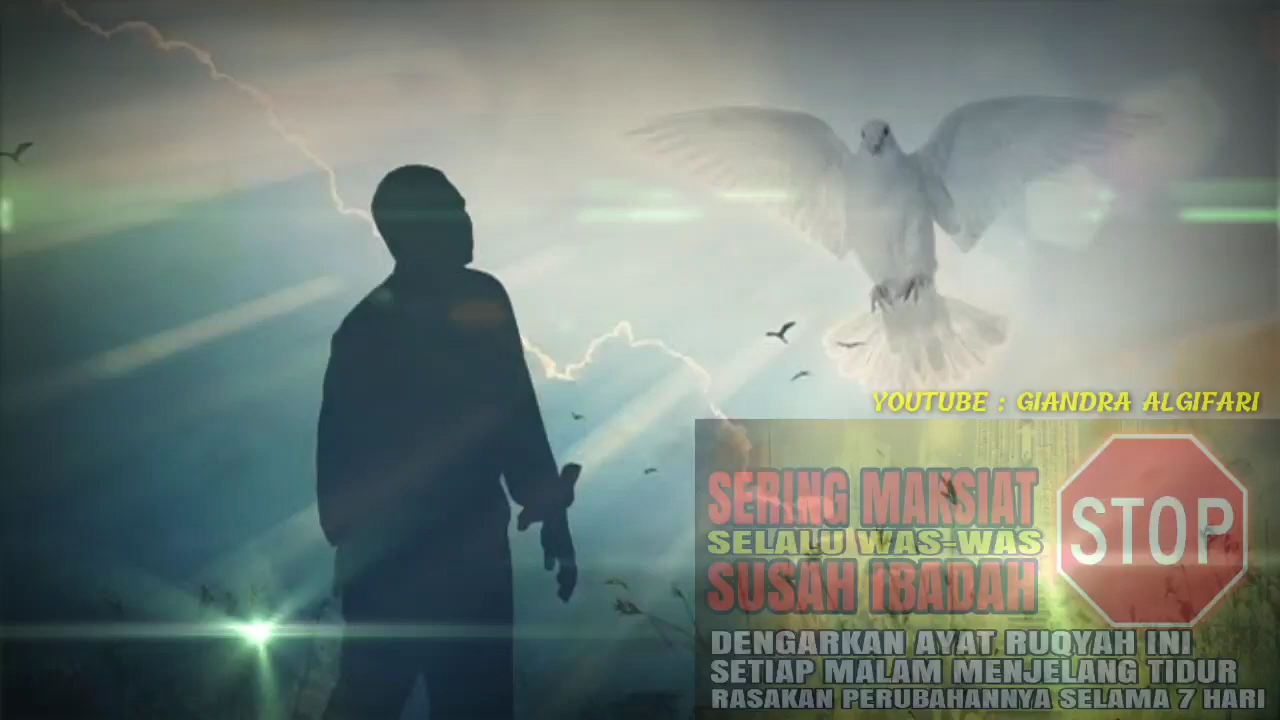 YOUTUBE : GIANDRA ALGIFARI
SERING MAKSIAT
SELALU WAS-WAS
SUSAH IBADAH
STOP
DENGARKAN AYAT RUQYAH INI
SETIAP MALAM MENJELANG TIDUR
RASAKAN PERUBAHANNYA SELAMA 7 HARI